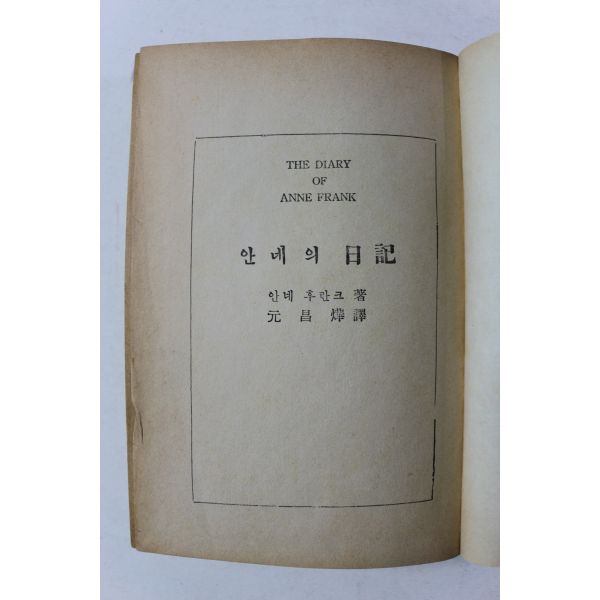 THE DIARY
OF
ANNE FRANK
안네의 日記
안네 후란크 著
元昌燁 譯